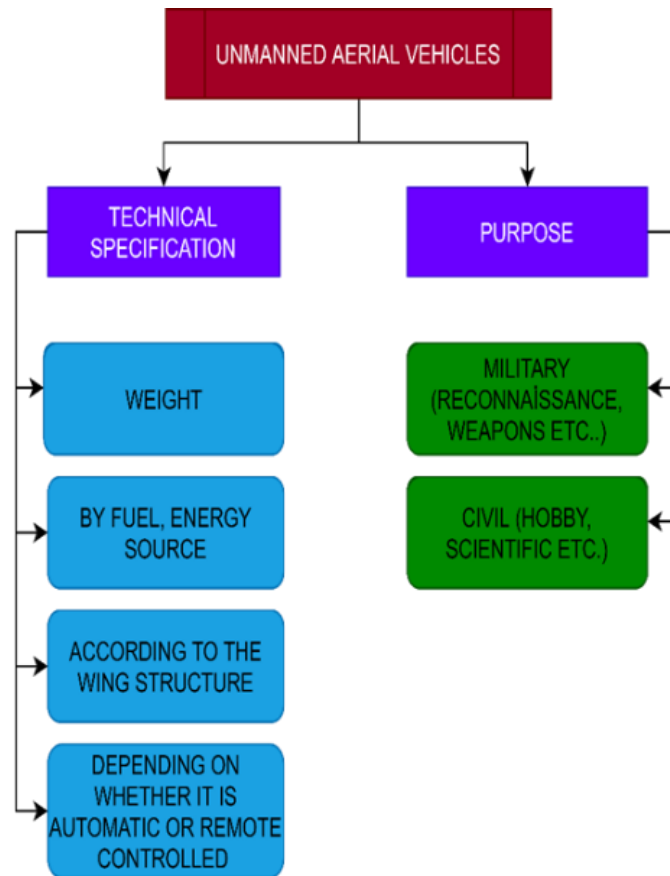 UNMANNED AERIAL VEHICLES
TECHNICAL
SPECIFICATION
PURPOSE
WEIGHT
BY FUEL, ENERGY
SOURCE
ACCORDING TO THE
WING STRUCTURE
DEPENDING ON
WHETHER IT IS
AUTOMATIC OR REMOTE
CONTROLLED
MILITARY
(RECONNAİSSANCE,
WEAPONS ETC..)
CIVIL (HOBBY,
SCIENTIFIC ETC.)